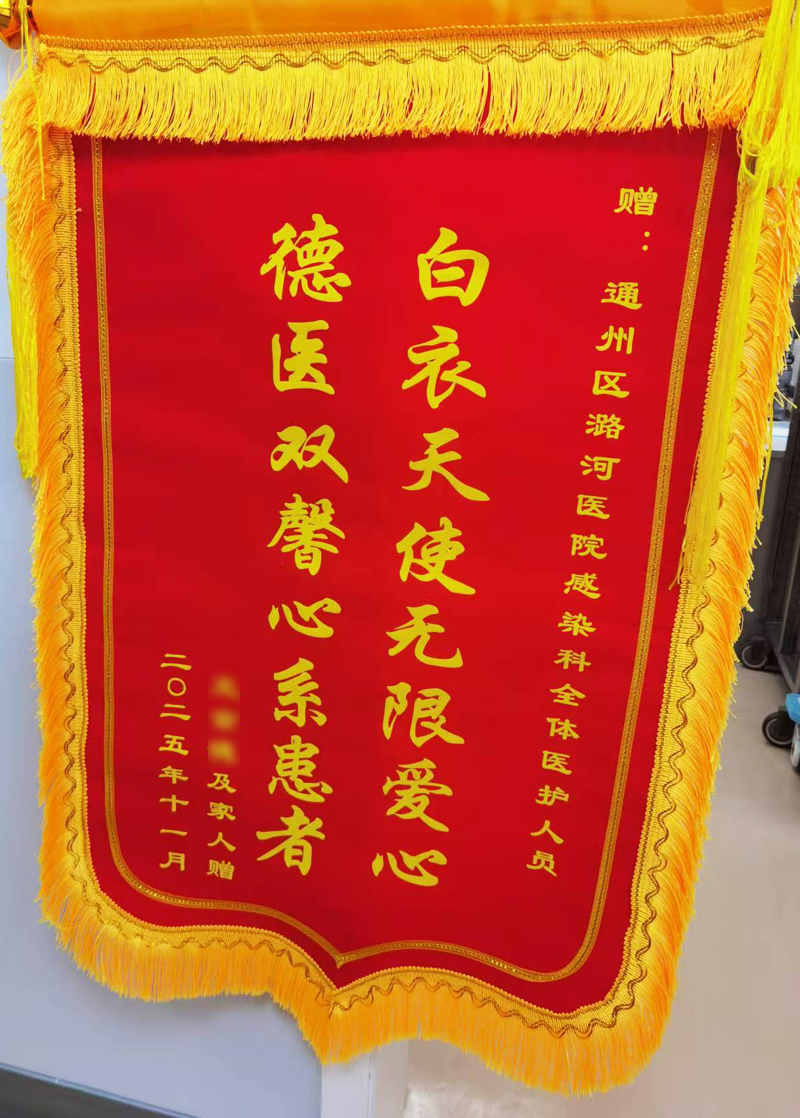 赠：通州区潞河医院感染科全体医护人员
白衣天使无限爱心
德医双馨心系患者
及家人赠
二〇二五年十一月